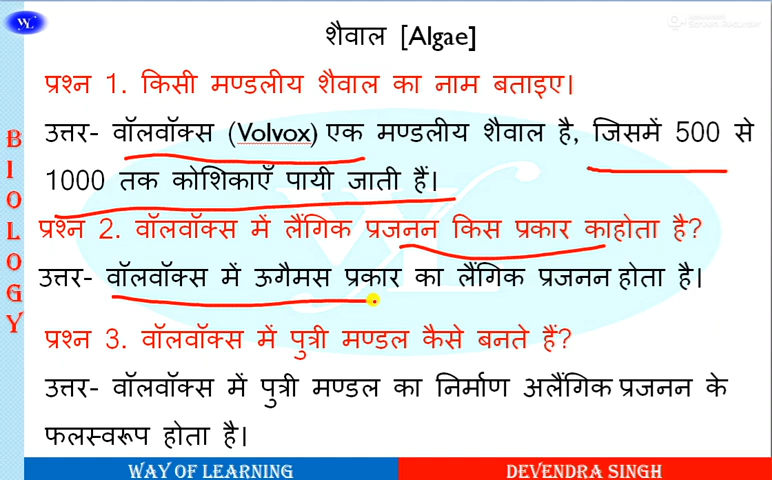 WL
शैवाल [Algae]
प्रश्न 1. किसी मण्डलीय शैवाल का नाम बताइए।
उत्तर- वॉलवॉक्स (Volvox) एक मण्डलीय शैवाल है, जिसमें 500 से
1000 तक कोशिकाएँ पायी जाती हैं।
प्रश्न 2. वॉलवॉक्स में लैंगिक प्रजनन किस प्रकार काहोता है?
उत्तर- वॉलवॉक्स में ऊगैमस प्रकार का लैंगिक प्रजनन होता है।
प्रश्न 3. वॉलवॉक्स में पुत्री मण्डल कैसे बनते हैं?
उत्तर- वॉलवॉक्स में पुत्री मण्डल का निर्माण अलैंगिक प्रजनन के
फलस्वरूप होता है।
BIOLOGY
WAY OF LEARNING
DEVENDRA SINGH